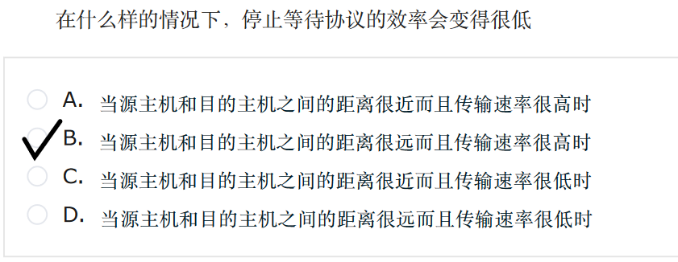 在什么样的情况下，停止等待协议的效率会变得很低
A. 当源主机和目的主机之间的距离很近而且传输速率很高时
B. 当源主机和目的主机之间的距离很远而且传输速率很高时
C. 当源主机和目的主机之间的距离很近而且传输速率很低时
D. 当源主机和目的主机之间的距离很远而且传输速率很低时